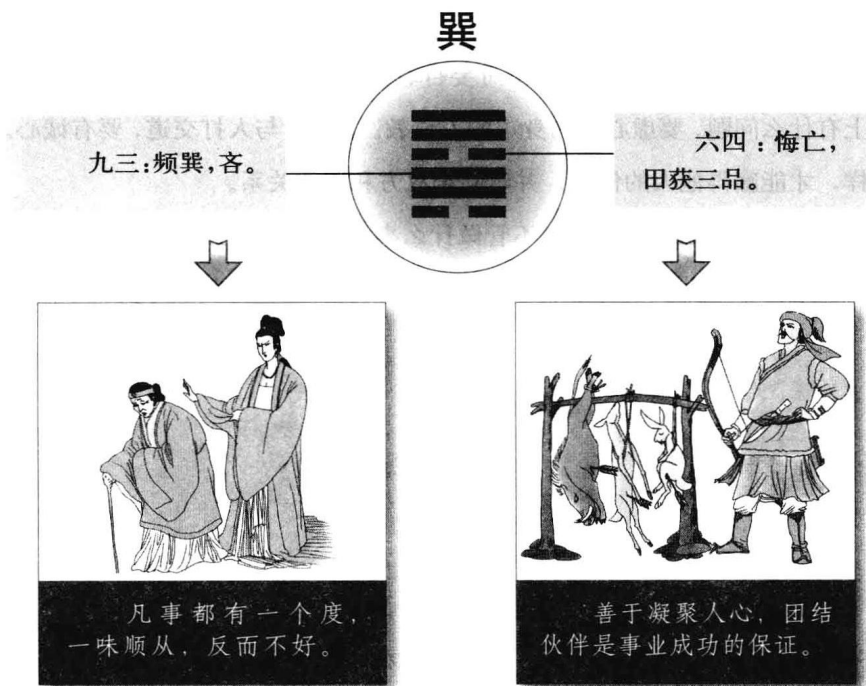 巽
九三:频巽,吝。
六四:悔亡,
田获三品。
凡事都有一个度,
一味顺从,反而不好。
善于凝聚人心,团结
伙伴是事业成功的保证。